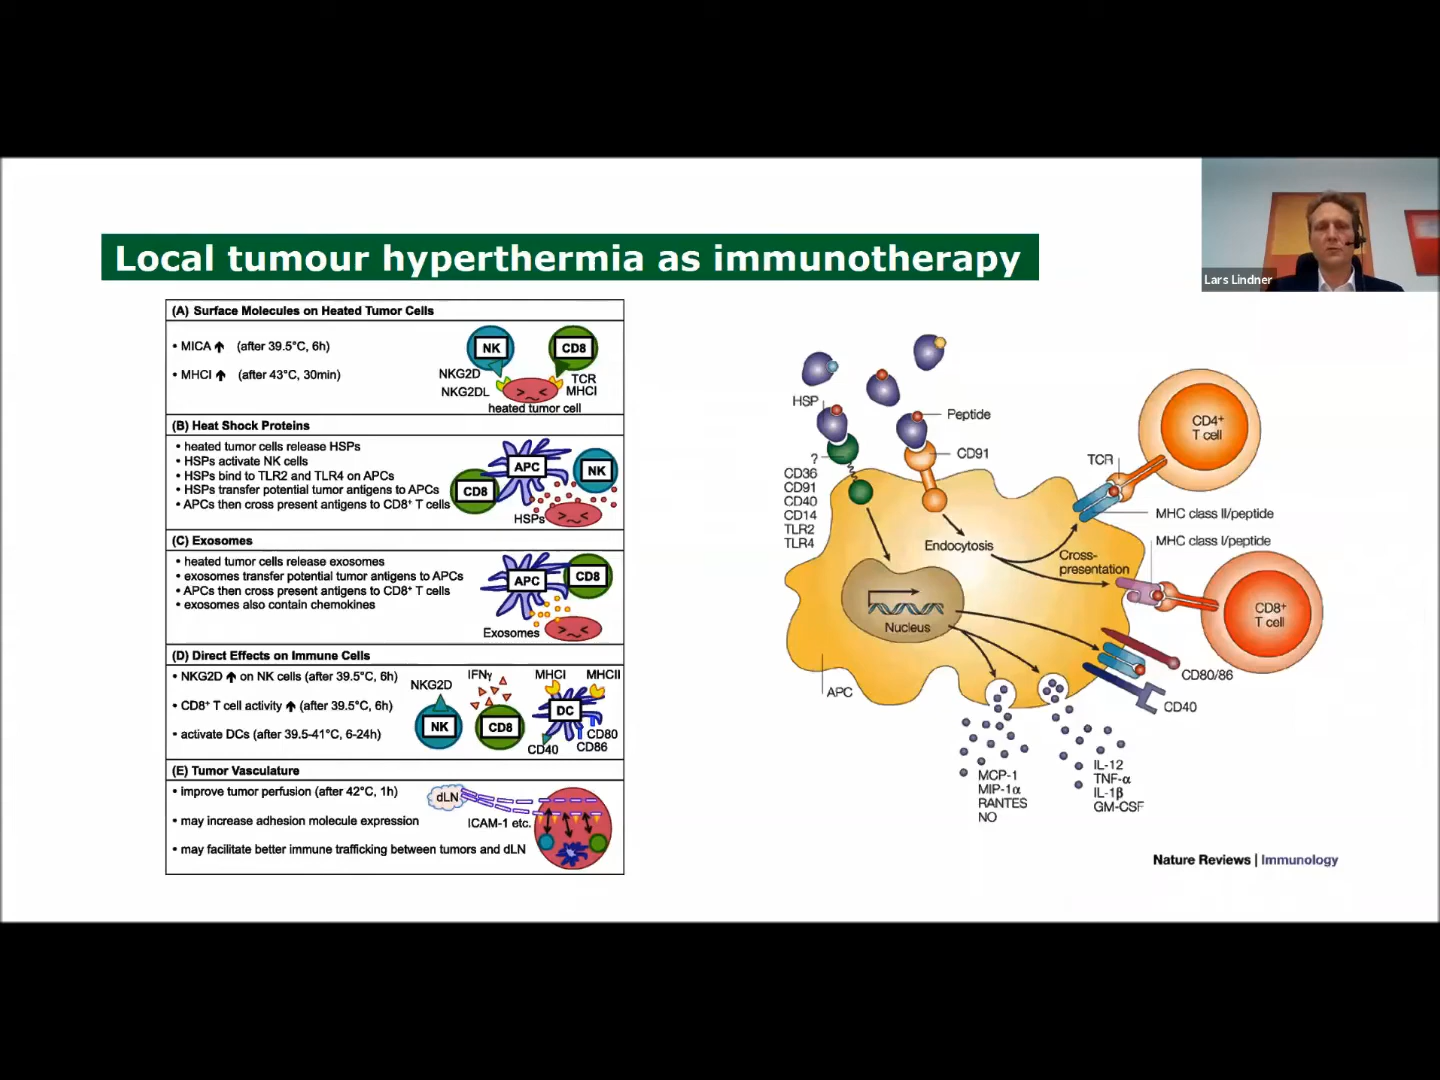 Local tumour hyperthermia as immunotherapy
Lars Lindner
(A) Surface Molecules on Heated Tumor Cells
• MICA ↑ (after 39.5°C, 6h)
• MHCI ↑ (after 43°C, 30min)
NK
CD8
NKG2D
NKG2DL
TCR
MHCI
heated tumor cell
(B) Heat Shock Proteins
• heated tumor cells release HSPs
• HSPs activate NK cells
• HSPs bind to TLR2 and TLR4 on APCs
• HSPs transfer potential tumor antigens to APCs
• APCs then cross present antigens to CD8⁺ T cells
APC
NK
CD8
HSPs
(C) Exosomes
• heated tumor cells release exosomes
• exosomes transfer potential tumor antigens to APCs
• APCs then cross present antigens to CD8⁺ T cells
• exosomes also contain chemokines
APC
CD8
Exosomes
(D) Direct Effects on Immune Cells
• NKG2D ↑ on NK cells (after 39.5°C, 6h)
• CD8⁺ T cell activity ↑ (after 39.5°C, 6h)
• activate DCs (after 39.5-41°C, 6-24h)
NKG2D
IFNγ
MHCI
MHCII
NK
CD8
DC
CD40
CD80
CD86
(E) Tumor Vasculature
• improve tumor perfusion (after 42°C, 1h)
• may increase adhesion molecule expression
• may facilitate better immune trafficking between tumors and dLN
dLN
ICAM-1 etc.
HSP
Peptide
?
CD36
CD91
CD40
CD14
TLR2
TLR4
CD91
Endocytosis
Cross-
presentation
Nucleus
APC
TCR
CD4⁺
T cell
MHC class II/peptide
MHC class I/peptide
CD8⁺
T cell
CD80/86
CD40
MCP-1
MIP-1α
RANTES
NO
IL-12
TNF-α
IL-1β
GM-CSF
Nature Reviews | Immunology